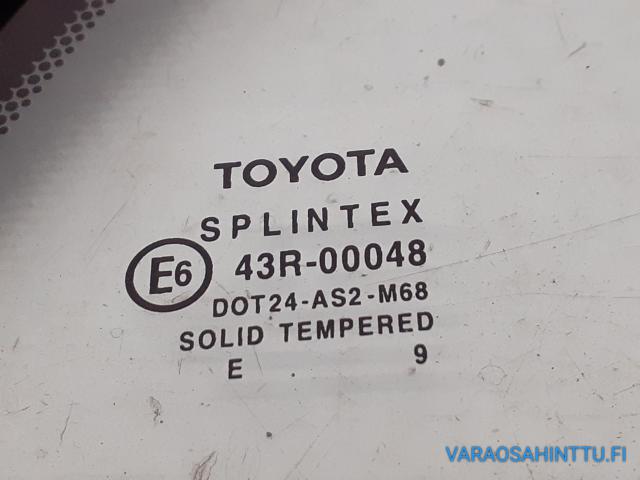 TOYOTA
SPLINTEX
E6 43R-00048
DOT24-AS2-M68
SOLID TEMPERED
E 9
VARAOSAHINTTU.FI